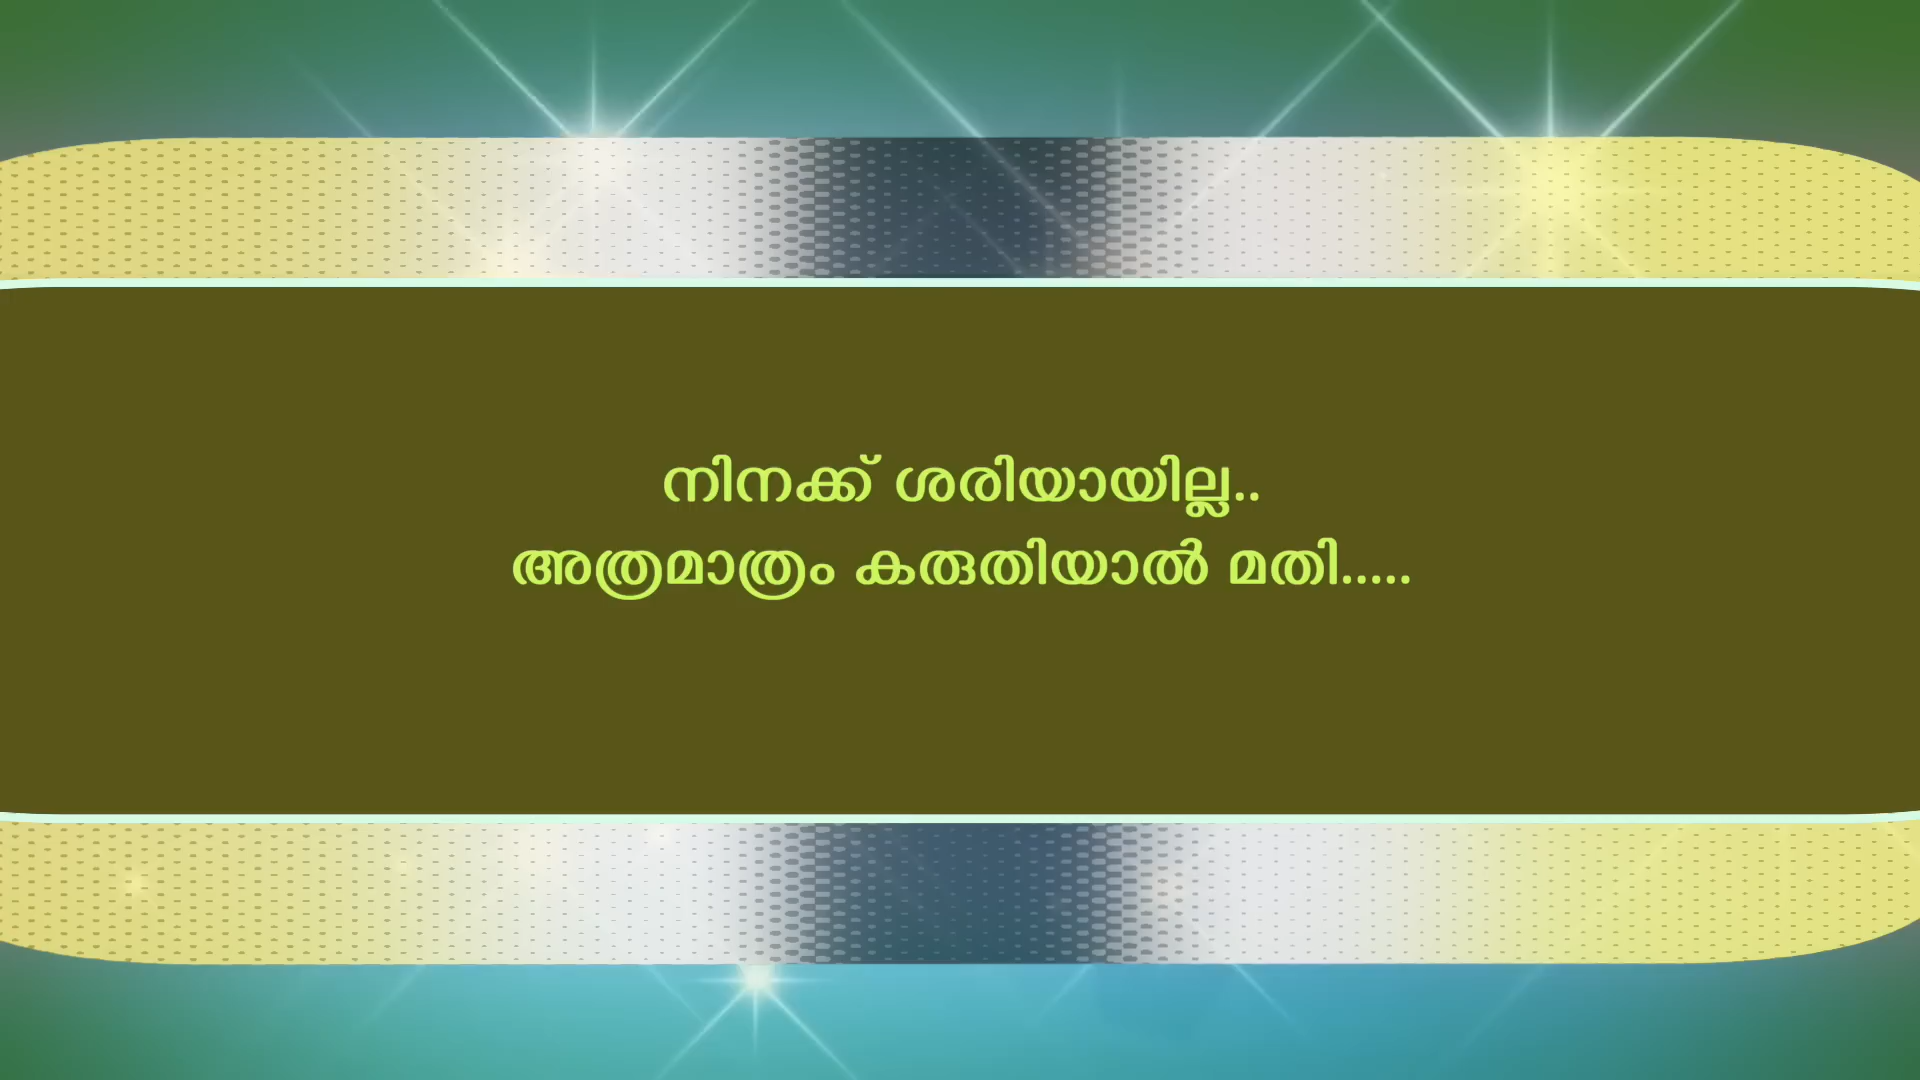 നിനക്ക് ശരിയായില്ല..
അത്രമാത്രം കരുതിയാൽ മതി.....